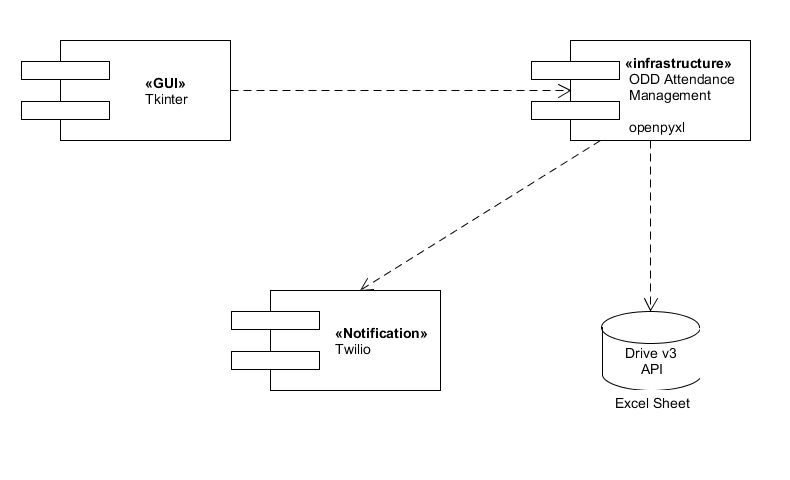 «GUI»
Tkinter
«infrastructure»
ODD Attendance
Management
openpyxl
«Notification»
Twilio
Drive v3
API
Excel Sheet